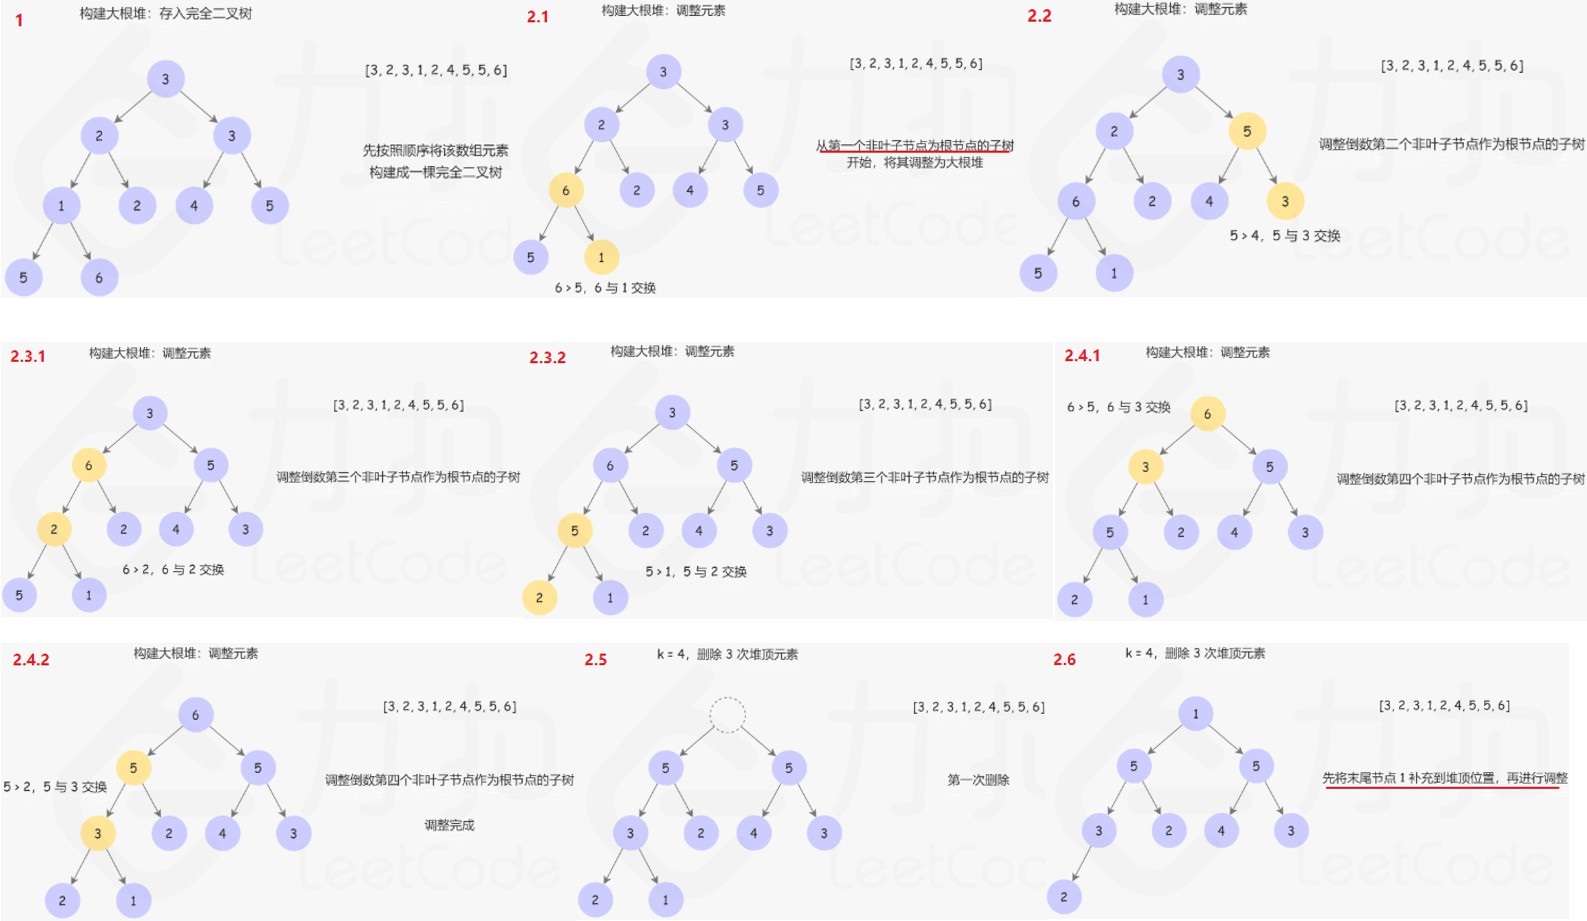 1
构建大根堆：存入完全二叉树
[3, 2, 3, 1, 2, 4, 5, 5, 6]
3
2 3
先按照顺序将该数组元素
构建成一棵完全二叉树
1 2 4 5
5 6
2.1
构建大根堆：调整元素
[3, 2, 3, 1, 2, 4, 5, 5, 6]
3
2 3
从第一个非叶子节点为根节点的子树
开始，将其调整为大根堆
6 2 4 5
5 1
6 > 5，6 与 1 交换
2.2
构建大根堆：调整元素
[3, 2, 3, 1, 2, 4, 5, 5, 6]
3
2 5
调整倒数第二个非叶子节点作为根节点的子树
6 2 4 3
5 > 4，5 与 3 交换
5 1
力扣
LeetCode
2.3.1
构建大根堆：调整元素
[3, 2, 3, 1, 2, 4, 5, 5, 6]
3
6 5
调整倒数第三个非叶子节点作为根节点的子树
2 2 4 3
6 > 2，6 与 2 交换
5 1
2.3.2
构建大根堆：调整元素
[3, 2, 3, 1, 2, 4, 5, 5, 6]
3
6 5
调整倒数第三个非叶子节点作为根节点的子树
5 2 4 3
5 > 1，5 与 2 交换
2 1
2.4.1
构建大根堆：调整元素
6 > 5，6 与 3 交换
[3, 2, 3, 1, 2, 4, 5, 5, 6]
6
3 5
调整倒数第四个非叶子节点作为根节点的子树
5 2 4 3
2 1
2.4.2
构建大根堆：调整元素
[3, 2, 3, 1, 2, 4, 5, 5, 6]
6
5 5
5 > 2，5 与 3 交换
调整倒数第四个非叶子节点作为根节点的子树
调整完成
3 2 4 3
2 1
2.5
k = 4，删除 3 次堆顶元素
[3, 2, 3, 1, 2, 4, 5, 5, 6]
5 5
第一次删除
3 2 4 3
2 1
2.6
k = 4，删除 3 次堆顶元素
[3, 2, 3, 1, 2, 4, 5, 5, 6]
1
5 5
先将末尾节点 1 补充到堆顶位置，再进行调整
3 2 4 3
2